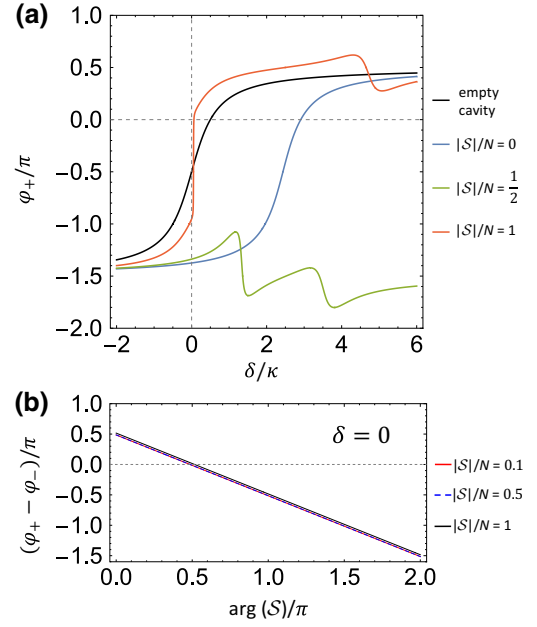 (a)
1.0
0.5
0.0
−0.5
−1.0
−1.5
−2.0
φ₊/π
−2
0
2
4
6
δ/κ
empty
cavity
|𝒮|/N = 0
|𝒮|/N = 1/2
|𝒮|/N = 1
(b)
1.0
0.5
0.0
−0.5
−1.0
−1.5
(φ₊ − φ₋)/π
δ = 0
0.0
0.5
1.0
1.5
2.0
arg (𝒮)/π
|𝒮|/N = 0.1
|𝒮|/N = 0.5
|𝒮|/N = 1